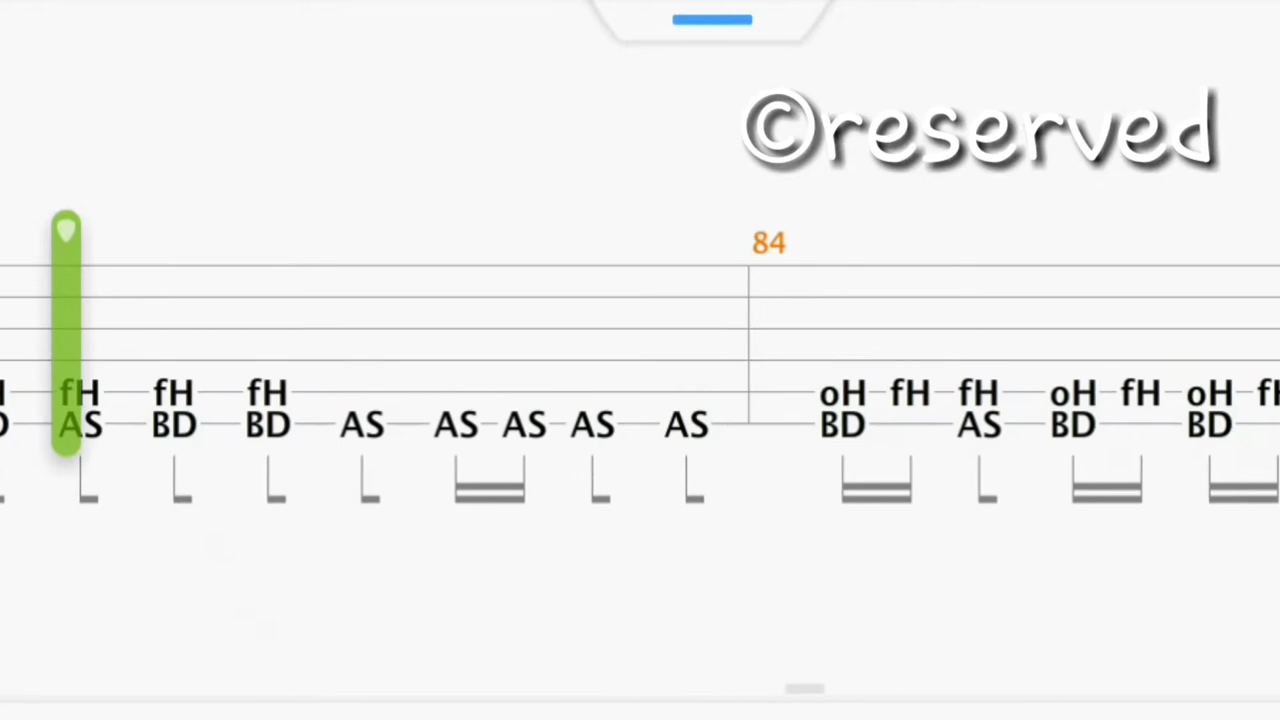 ©reserved
84
fH fH fH oH fH fH oH fH oH
AS BD BD AS AS AS AS AS BD AS BD BD